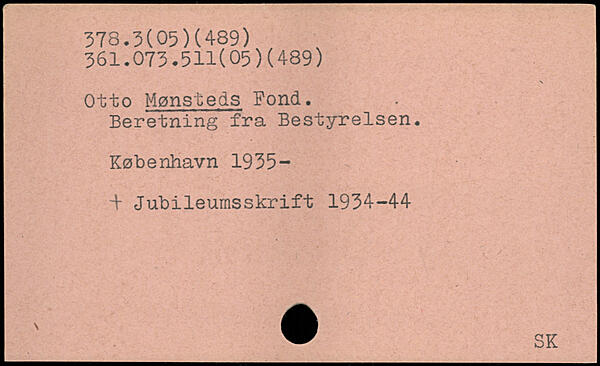 378.3(05)(489)
361.073.511(05)(489)
Otto Mønsteds Fond.
Beretning fra Bestyrelsen.
København 1935-
+ Jubileumsskrift 1934-44
SK